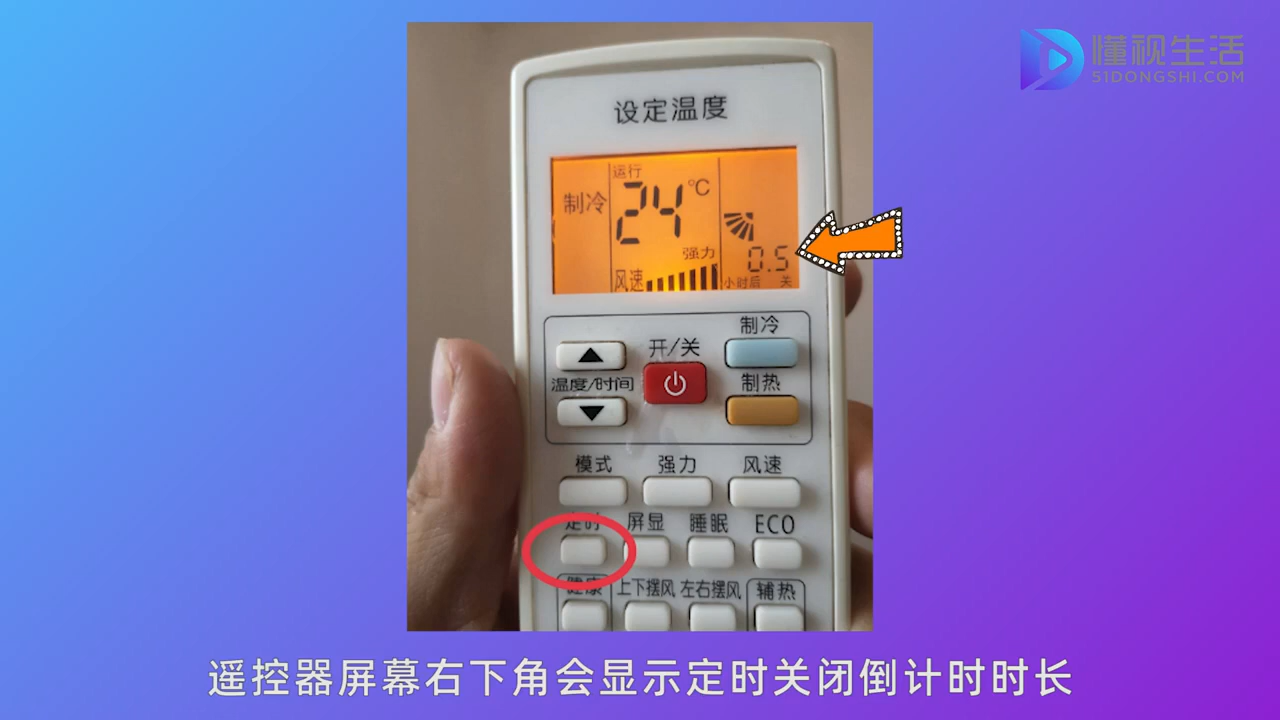 懂视生活
51DONGSHI.COM
设定温度
运行
制冷
24℃
强力
0.5
风速
小时后 关
制冷
开/关
温度/时间
制热
模式 强力 风速
定时 屏显 睡眠 ECO
健康 上下摆风 左右摆风 辅热
遥控器屏幕右下角会显示定时关闭倒计时时长